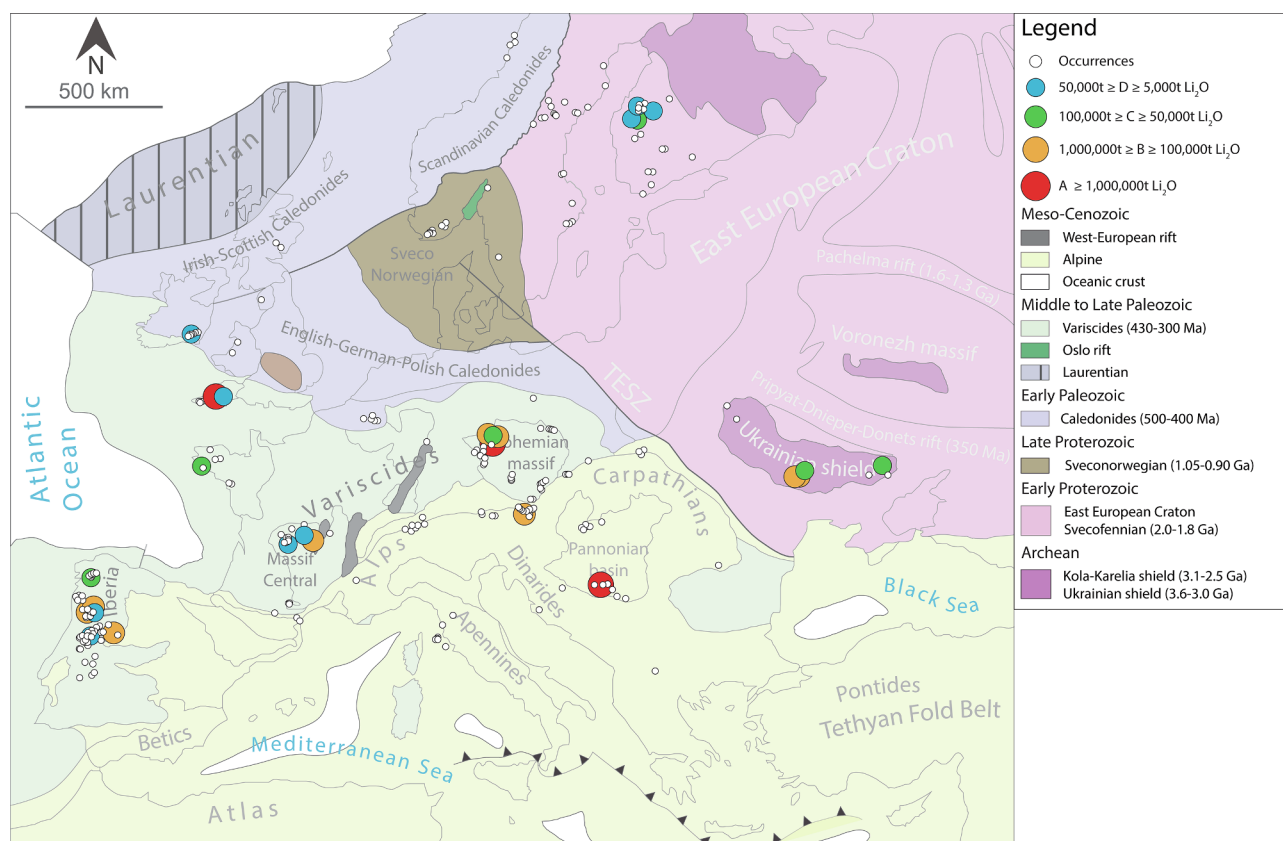 N
500 km
Laurentian
Scandinavian Caledonides
Irish-Scottish Caledonides
Sveco
Norwegian
East European Craton
Pachelma rift (1.6-1.3 Ga)
Voronezh massif
English-German-Polish Caledonides
TESZ
Pripyat-Dnieper-Donets rift (350 Ma)
Ukrainian shield
Atlantic
Ocean
Variscides
Bohemian
massif
Carpathians
Massif
Central
Alps
Pannonian
basin
Dinarides
Iberia
Apennines
Black Sea
Pontides
Tethyan Fold Belt
Betics
Mediterranean Sea
Atlas
Legend
Occurrences
50,000t ≥ D ≥ 5,000t Li₂O
100,000t ≥ C ≥ 50,000t Li₂O
1,000,000t ≥ B ≥ 100,000t Li₂O
A ≥ 1,000,000t Li₂O
Meso-Cenozoic
West-European rift
Alpine
Oceanic crust
Middle to Late Paleozoic
Variscides (430-300 Ma)
Oslo rift
Laurentian
Early Paleozoic
Caledonides (500-400 Ma)
Late Proterozoic
Sveconorwegian (1.05-0.90 Ga)
Early Proterozoic
East European Craton
Svecofennian (2.0-1.8 Ga)
Archean
Kola-Karelia shield (3.1-2.5 Ga)
Ukrainian shield (3.6-3.0 Ga)